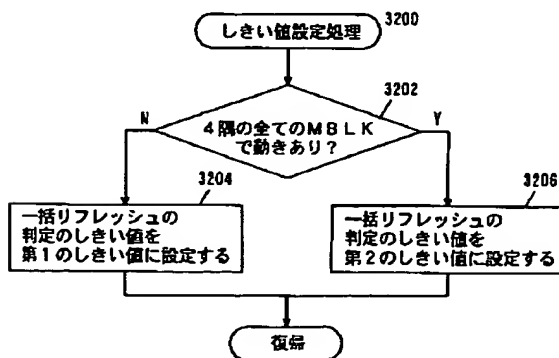 しきい値設定処理
3200
3202
N
Y
4隅の全てのMBLK
で動きあり?
3204
3206
一括リフレッシュの
判定のしきい値を
第1のしきい値に設定する
一括リフレッシュの
判定のしきい値を
第2のしきい値に設定する
復帰